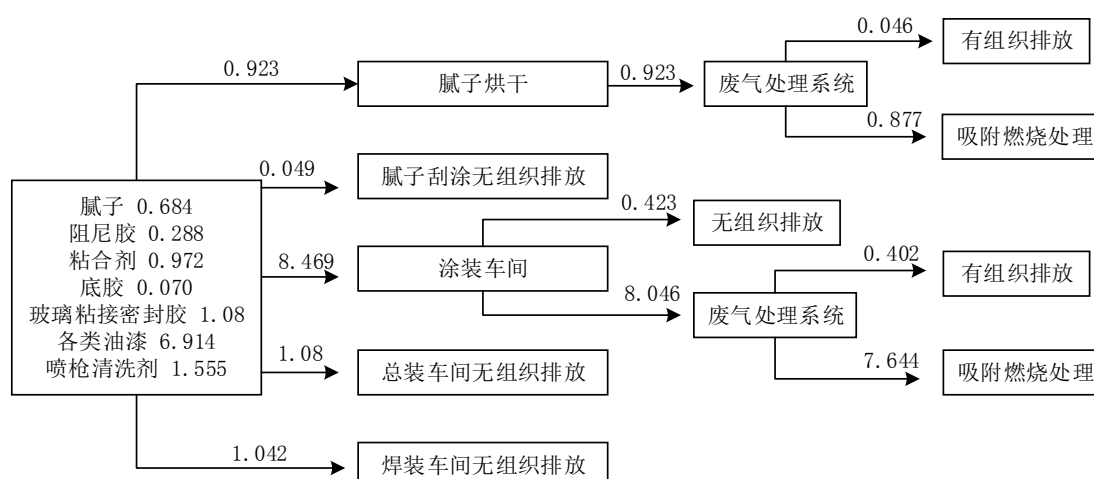 0.046
有组织排放
0.923
腻子烘干
0.923
废气处理系统
0.877
吸附燃烧处理
0.049
腻子刮涂无组织排放
腻子 0.684
阻尼胶 0.288
粘合剂 0.972
底胶 0.070
玻璃粘接密封胶 1.08
各类油漆 6.914
喷枪清洗剂 1.555
0.423
无组织排放
8.469
涂装车间
0.402
有组织排放
8.046
废气处理系统
7.644
吸附燃烧处理
1.08
总装车间无组织排放
1.042
焊装车间无组织排放